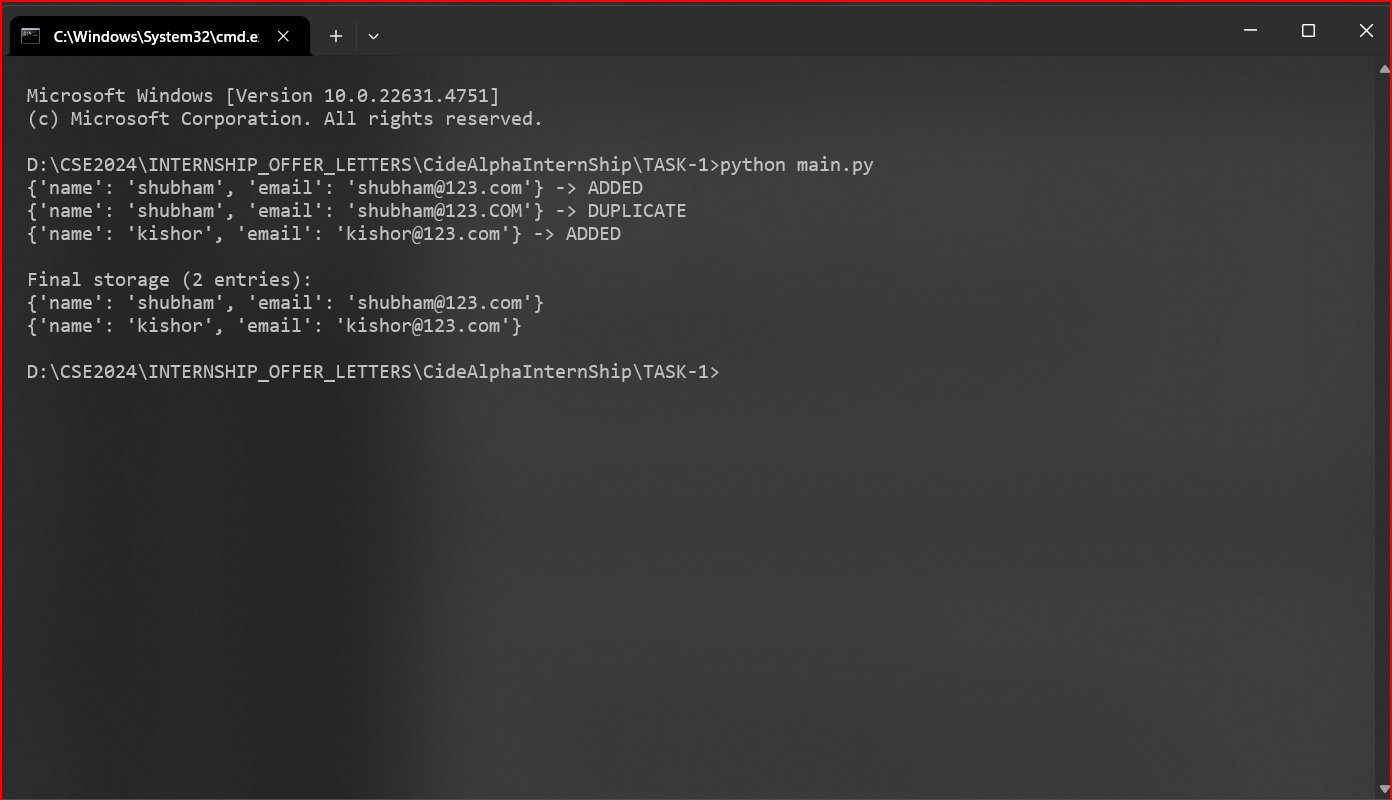 C:\Windows\System32\cmd.e
Microsoft Windows [Version 10.0.22631.4751]
(c) Microsoft Corporation. All rights reserved.
D:\CSE2024\INTERNSHIP_OFFER_LETTERS\CideAlphaInternShip\TASK-1>python main.py
{'name': 'shubham', 'email': 'shubham@123.com'} -> ADDED
{'name': 'shubham', 'email': 'shubham@123.COM'} -> DUPLICATE
{'name': 'kishor', 'email': 'kishor@123.com'} -> ADDED
Final storage (2 entries):
{'name': 'shubham', 'email': 'shubham@123.com'}
{'name': 'kishor', 'email': 'kishor@123.com'}
D:\CSE2024\INTERNSHIP_OFFER_LETTERS\CideAlphaInternShip\TASK-1>